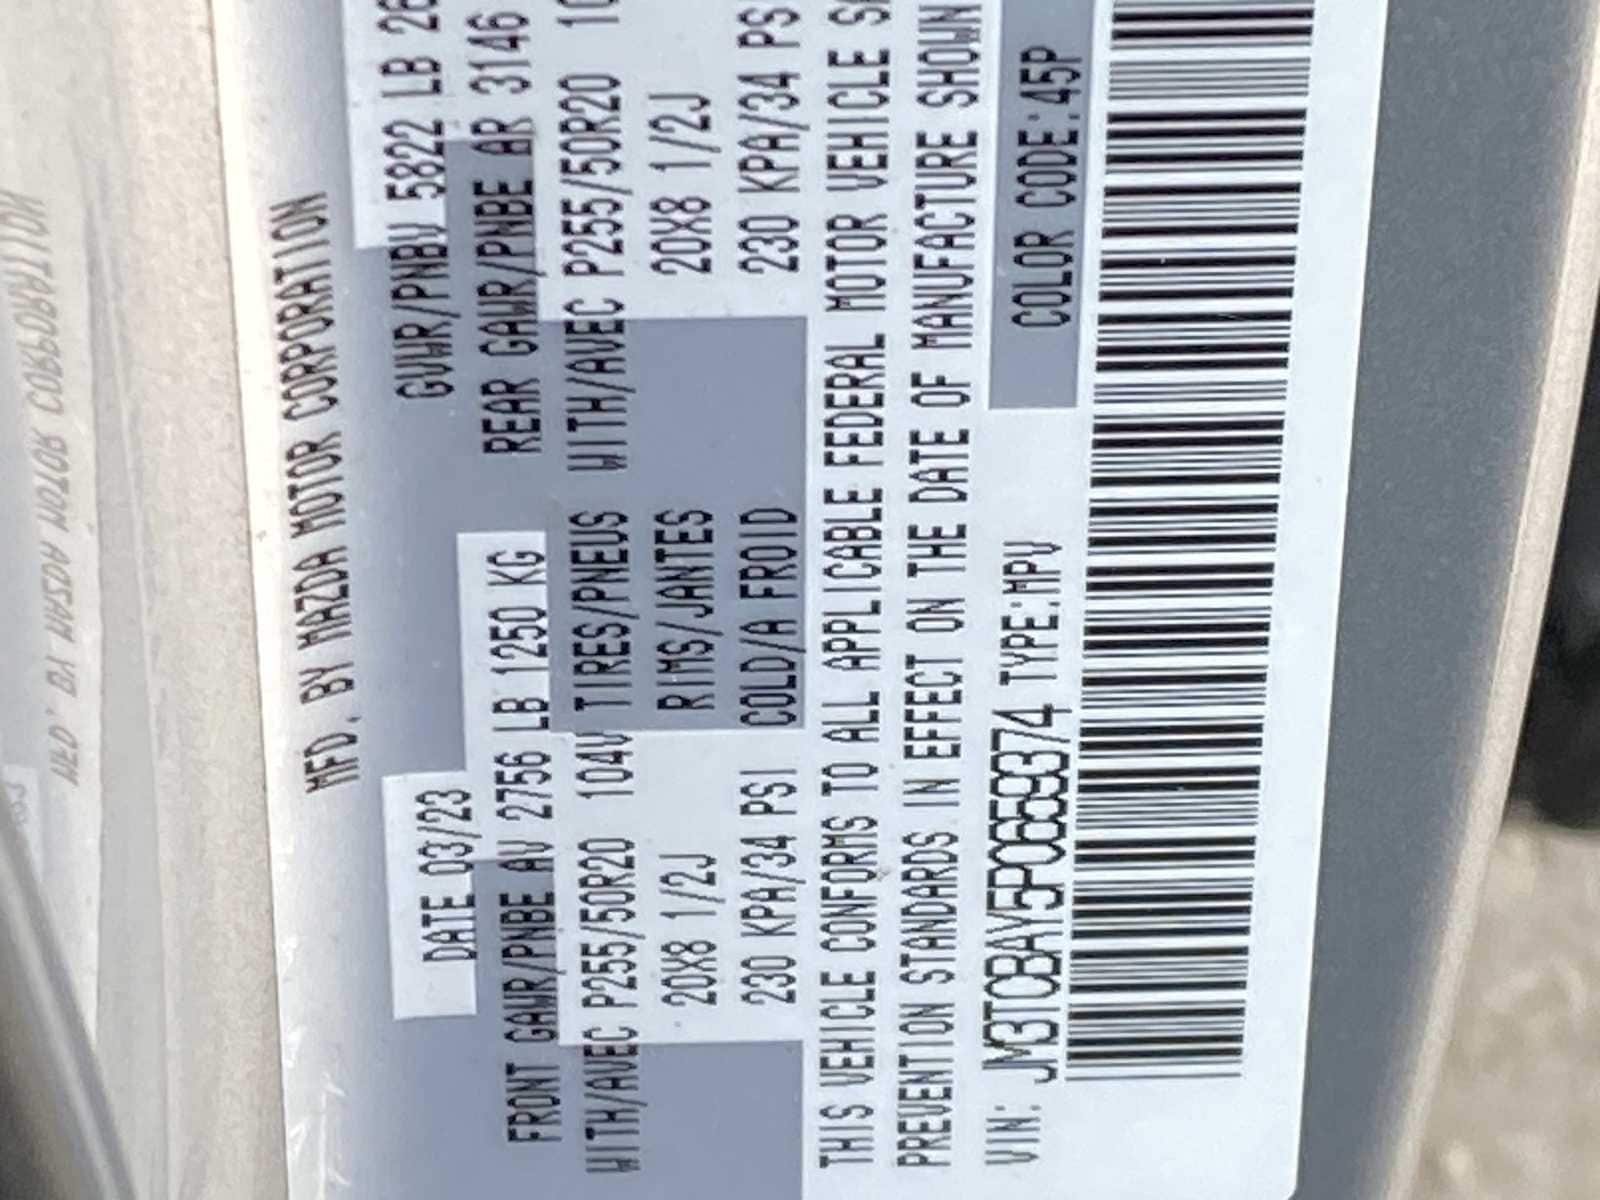 MFD. BY MAZDA MOTOR CORPORATION
DATE 03/23 GVWR/PNBV 5822 LB 26
FRONT GAWR/PNBE AV 2756 LB 1250 KG REAR GAWR/PNBE AR 3146
WITH/AVEC P255/50R20 104V TIRES/PNEUS WITH/AVEC P255/50R20 10
20X8 1/2J RIMS/JANTES 20X8 1/2J
230 KPA/34 PSI COLD/A FROID 230 KPA/34 PS
THIS VEHICLE CONFORMS TO ALL APPLICABLE FEDERAL MOTOR VEHICLE SA
PREVENTION STANDARDS IN EFFECT ON THE DATE OF MANUFACTURE SHOWN
VIN: JM3TCBAY5P0659374 TYPE:MPV COLOR CODE:45P
MFD. BY MAZDA MOTOR CORPORATION